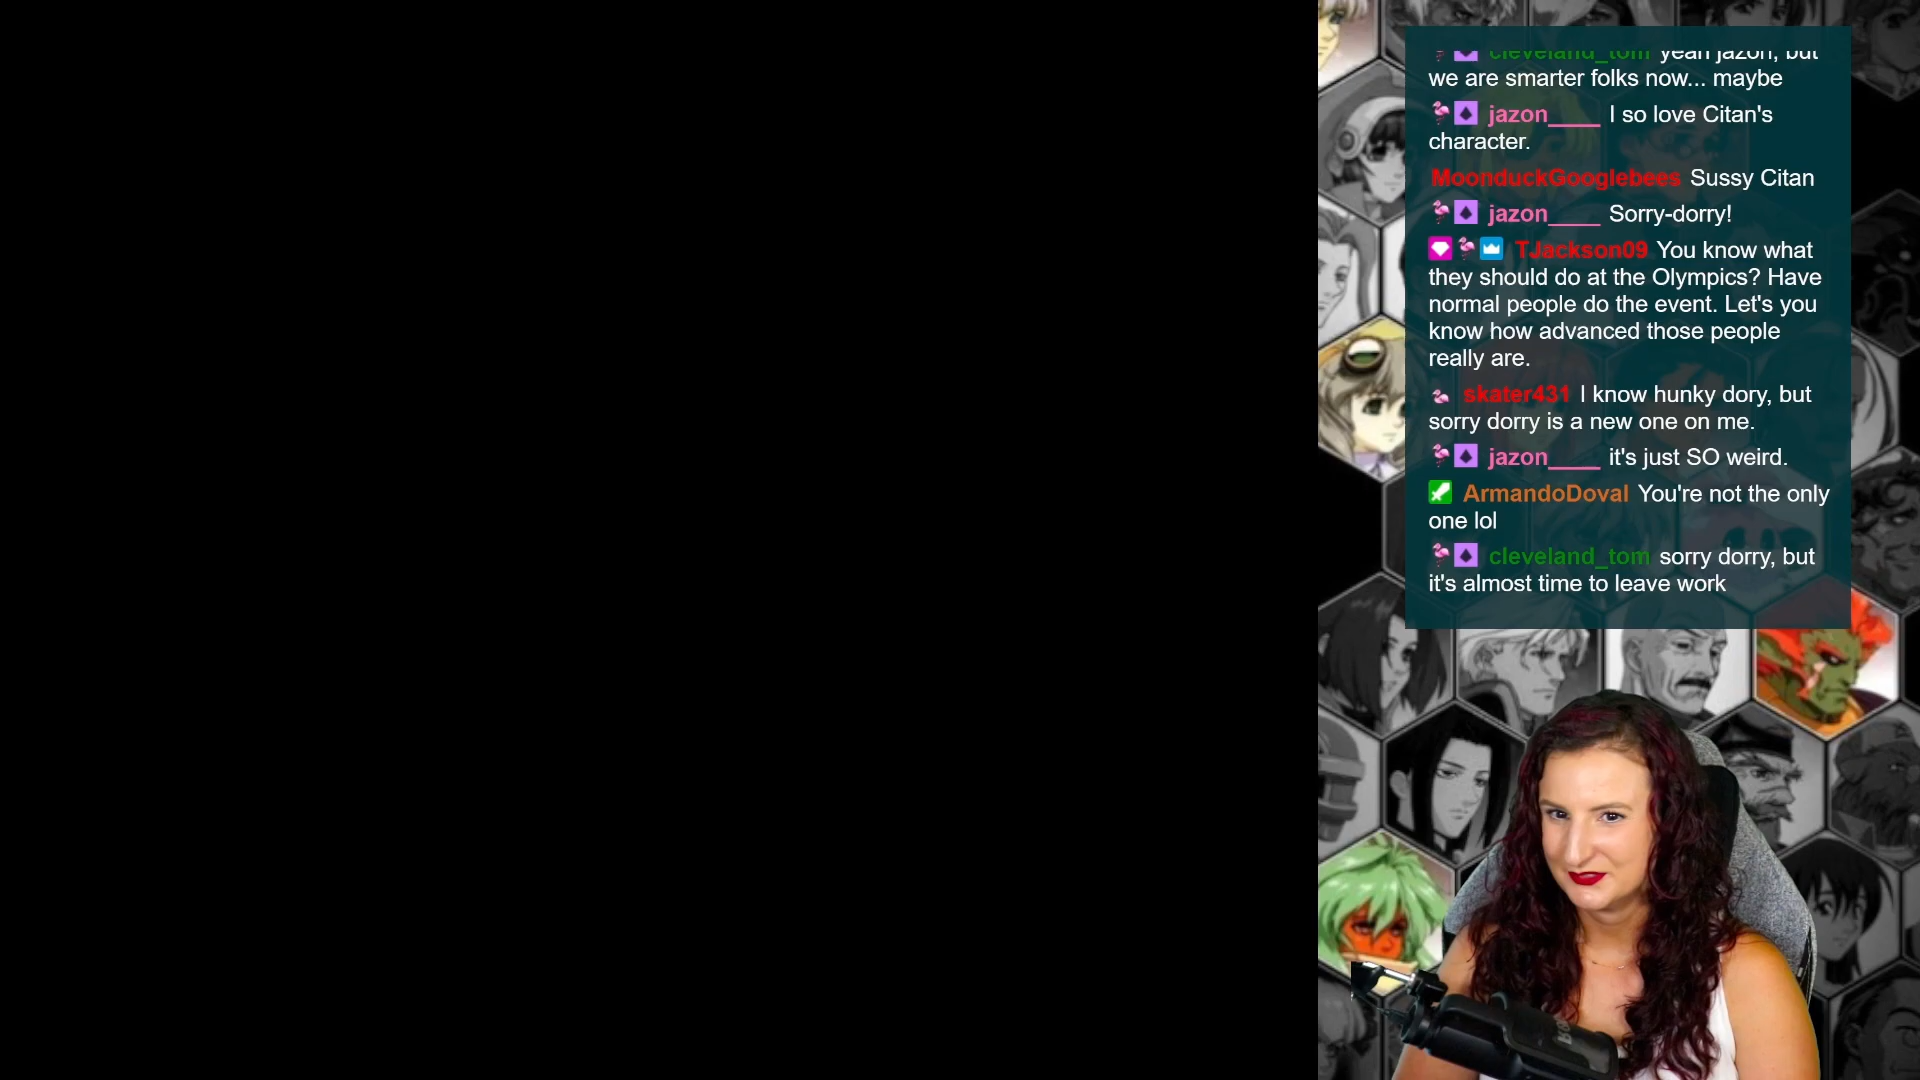 cleveland_tom yeah jazon, but
we are smarter folks now... maybe
jazon____ I so love Citan's
character.
MoonduckGooglebees Sussy Citan
jazon____ Sorry-dorry!
TJackson09 You know what
they should do at the Olympics? Have
normal people do the event. Let's you
know how advanced those people
really are.
skater431 I know hunky dory, but
sorry dorry is a new one on me.
jazon____ it's just SO weird.
ArmandoDoval You're not the only
one lol
cleveland_tom sorry dorry, but
it's almost time to leave work